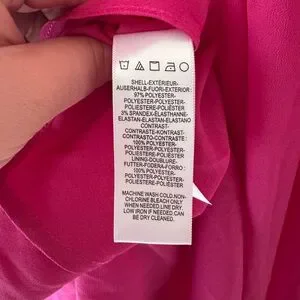 SHELL-EXTÉRIEUR-
AUSSERHALB-FUORI-EXTERIOR:
97% POLYESTER-
POLYESTER-POLYESTER-
POLIESTERE-POLIÉSTER
3% SPANDEX-ÉLASTHANNE-
ELASTAN-ELASTAN-ELASTANO
CONTRAST-
CONTRASTE-KONTRAST-
CONTRASTO-CONTRASTE:
100% POLYESTER-
POLYESTER-POLYESTER-
POLIESTERE-POLIÉSTER
LINING-DOUBLURE-
FUTTER-FODERA-FORRO:
100% POLYESTER-
POLYESTER-POLYESTER-
POLIESTERE-POLIÉSTER
MACHINE WASH COLD.NON-
CHLORINE BLEACH ONLY
WHEN NEEDED.LINE DRY
LOW IRON IF NEEDED.CAN
BE DRY CLEANED.